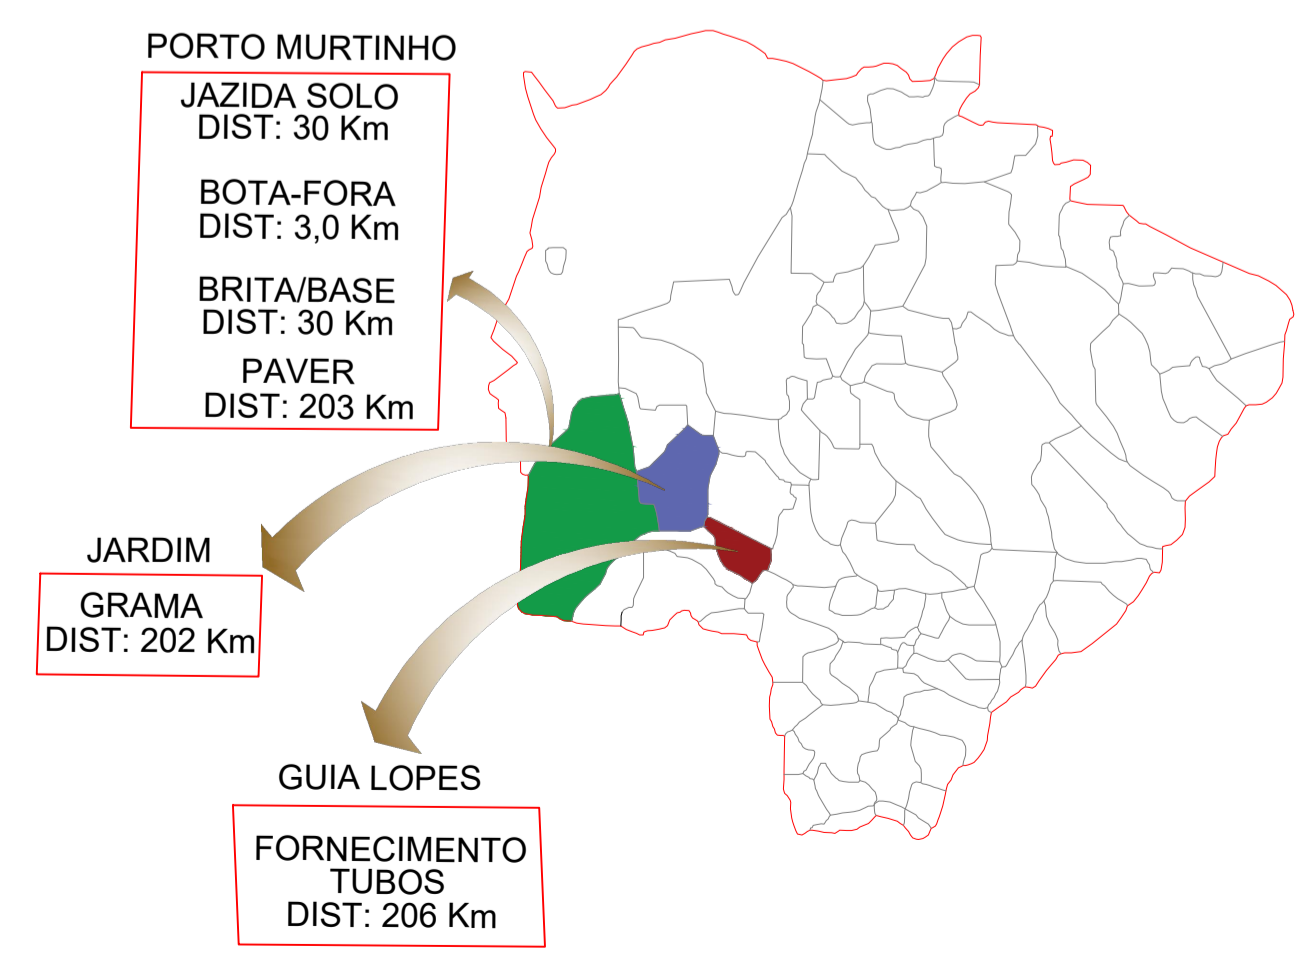 PORTO MURTINHO
JAZIDA SOLO
DIST: 30 Km
BOTA-FORA
DIST: 3,0 Km
BRITA/BASE
DIST: 30 Km
PAVER
DIST: 203 Km
JARDIM
GRAMA
DIST: 202 Km
GUIA LOPES
FORNECIMENTO
TUBOS
DIST: 206 Km